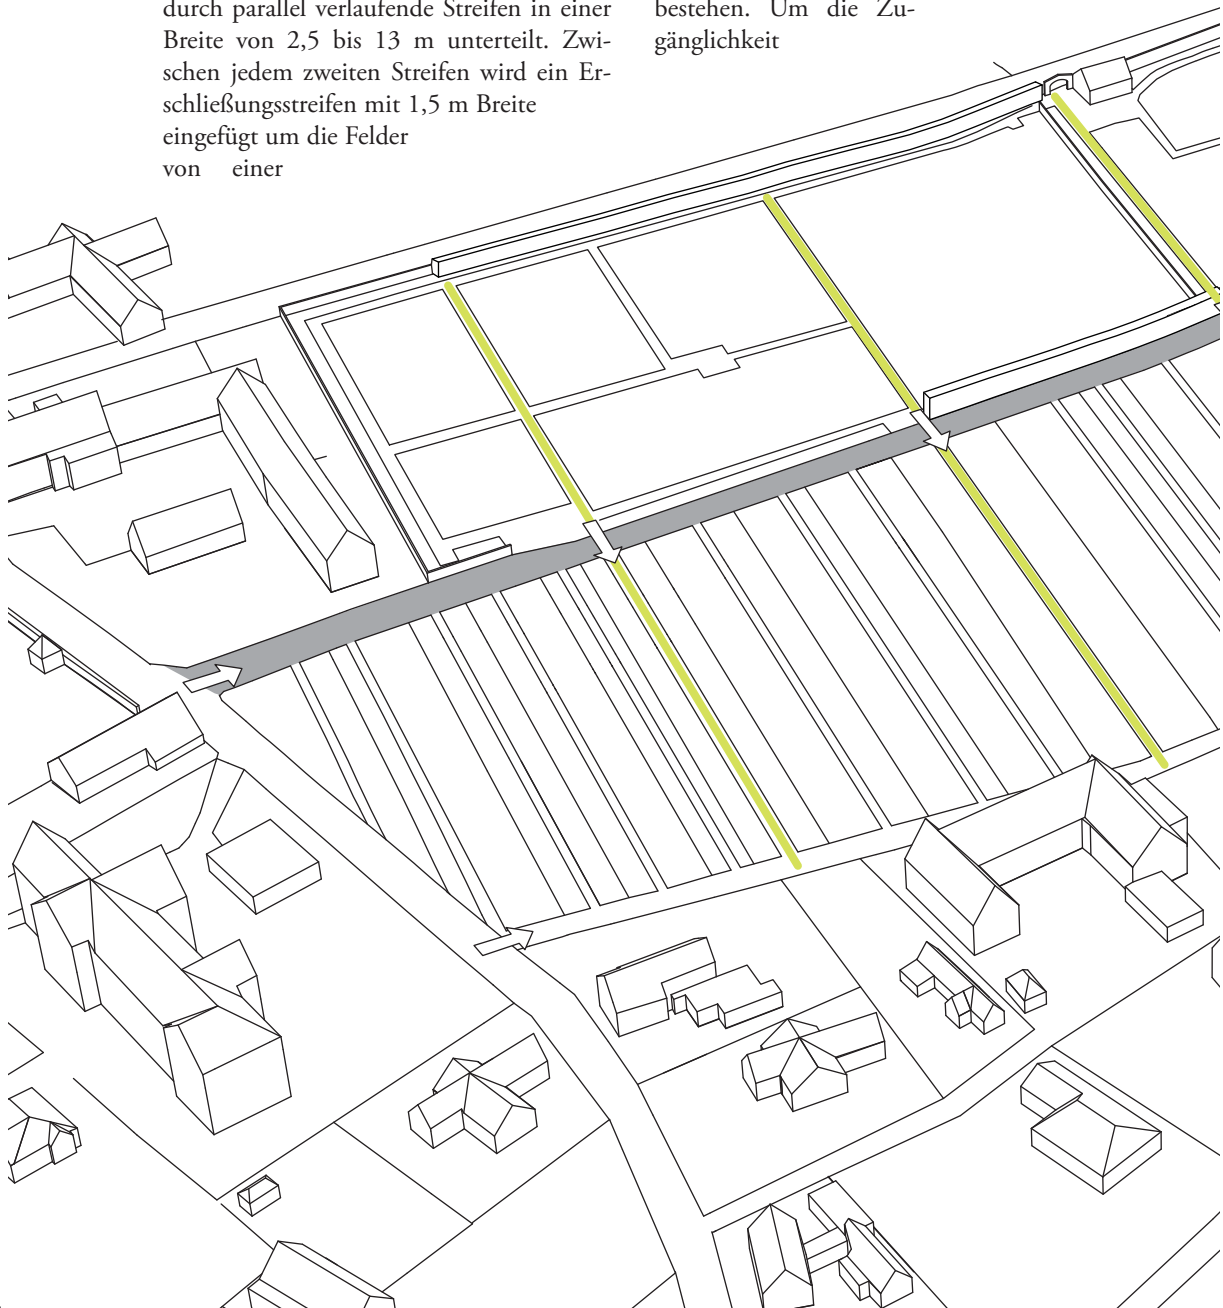 durch parallel verlaufende Streifen in einer
Breite von 2,5 bis 13 m unterteilt. Zwi-
schen jedem zweiten Streifen wird ein Er-
schließungsstreifen mit 1,5 m Breite
eingefügt um die Felder
von einer
bestehen. Um die Zu-
gänglichkeit